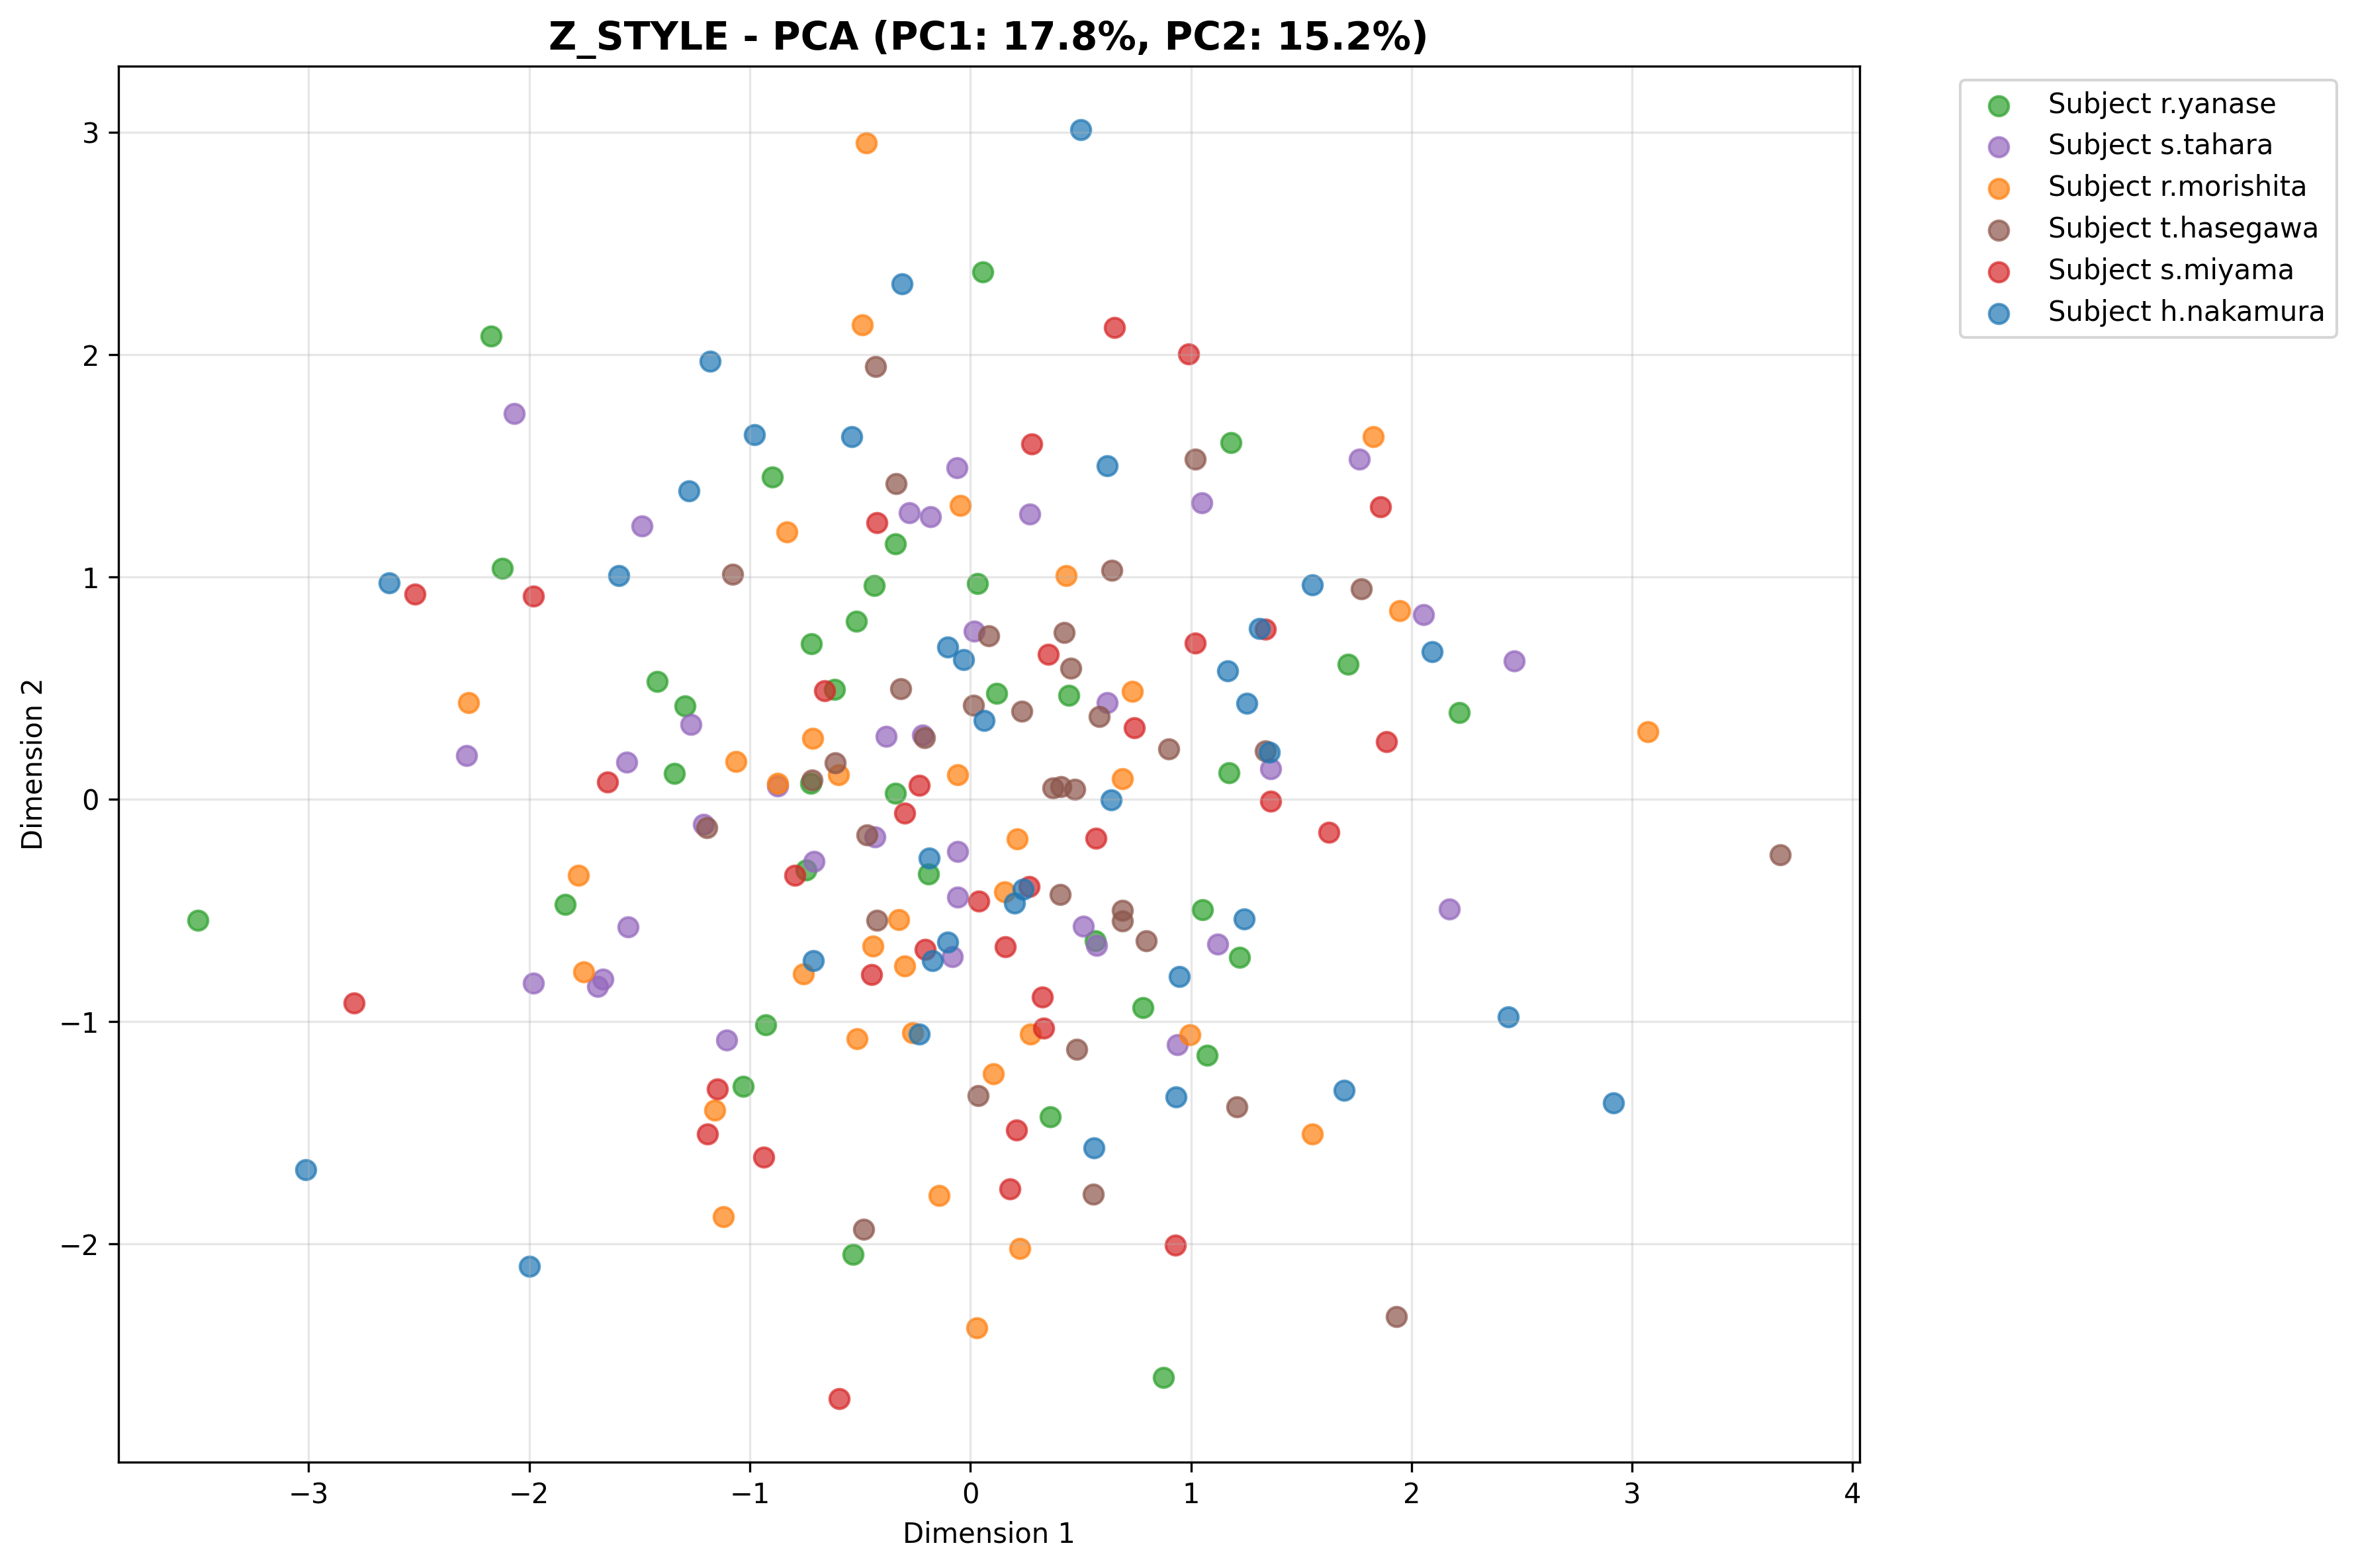 Z_STYLE - PCA (PC1: 17.8%, PC2: 15.2%)
Subject r.yanase
Subject s.tahara
Subject r.morishita
Subject t.hasegawa
Subject s.miyama
Subject h.nakamura
3
2
1
0
−1
−2
Dimension 2
−3
−2
−1
0
1
2
3
4
Dimension 1